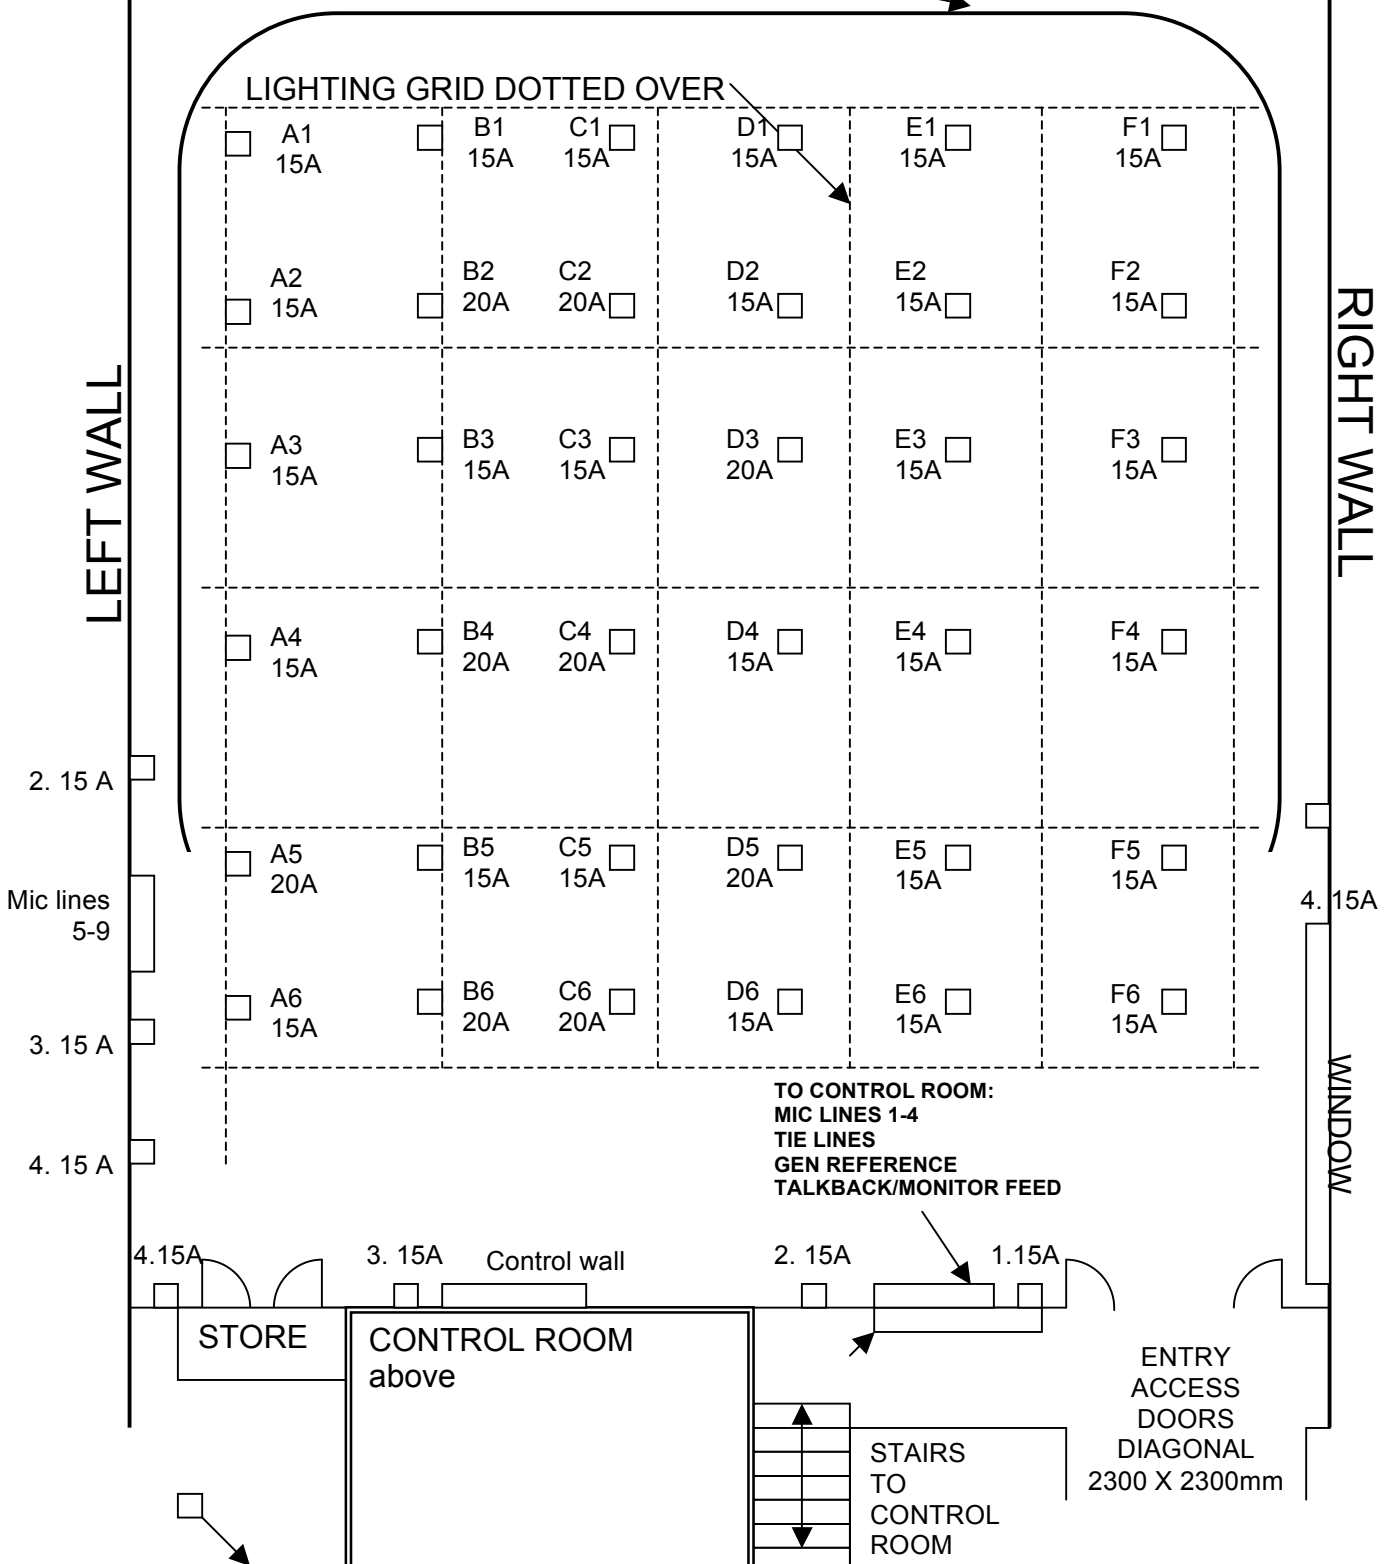 LIGHTING GRID DOTTED OVER
A1
15A
B1
15A
C1
15A
D1
15A
E1
15A
F1
15A
A2
15A
B2
20A
C2
20A
D2
15A
E2
15A
F2
15A
LEFT WALL
RIGHT WALL
A3
15A
B3
15A
C3
15A
D3
20A
E3
15A
F3
15A
A4
15A
B4
20A
C4
20A
D4
15A
E4
15A
F4
15A
2. 15 A
A5
20A
B5
15A
C5
15A
D5
20A
E5
15A
F5
15A
Mic lines
5-9
4. 15A
A6
15A
B6
20A
C6
20A
D6
15A
E6
15A
F6
15A
3. 15 A
WINDOW
TO CONTROL ROOM:
MIC LINES 1-4
TIE LINES
GEN REFERENCE
TALKBACK/MONITOR FEED
4. 15 A
4.15A
3. 15A
Control wall
2. 15A
1.15A
STORE
CONTROL ROOM
above
ENTRY
ACCESS
DOORS
DIAGONAL
2300 X 2300mm
STAIRS
TO
CONTROL
ROOM